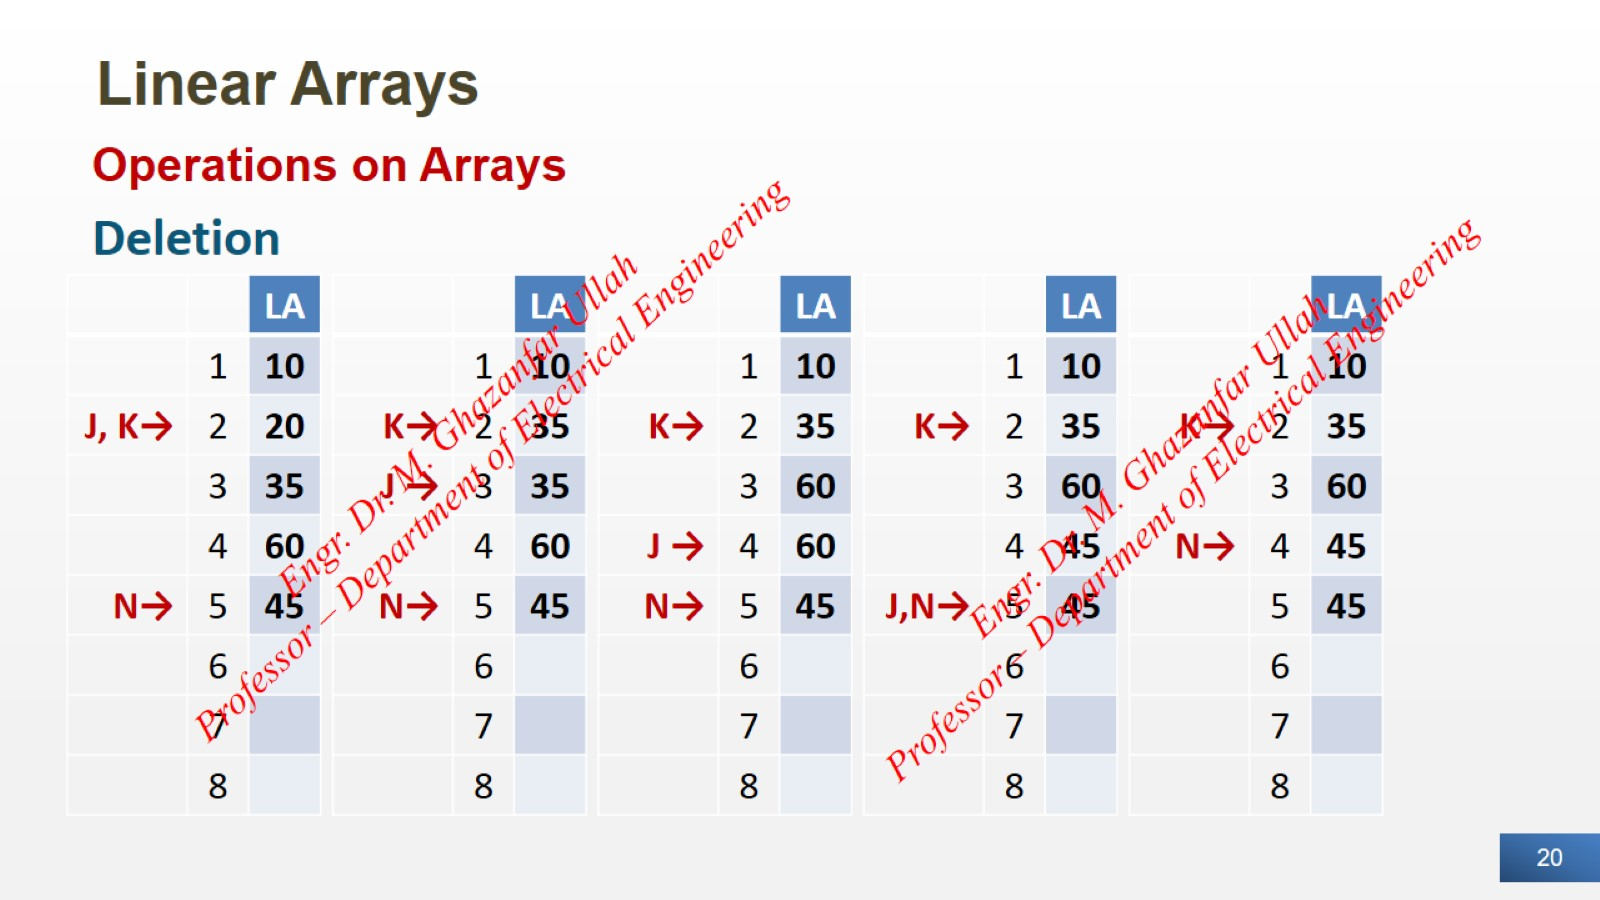 Linear Arrays
Operations on Arrays
Deletion
LA LA LA LA LA
1 10 1 10 1 10 1 10 1 10
J, K→ 2 20 K→ 2 35 K→ 2 35 K→ 2 35 K→ 2 35
3 35 J → 3 35 3 60 3 60 3 60
4 60 4 60 J → 4 60 4 45 N→ 4 45
N→ 5 45 N→ 5 45 N→ 5 45 J,N→ 5 45 5 45
6 6 6 6 6
7 7 7 7 7
8 8 8 8 8
Engr. Dr. M. Ghazanfar Ullah
Professor – Department of Electrical Engineering
Engr. Dr. M. Ghazanfar Ullah
Professor – Department of Electrical Engineering
20